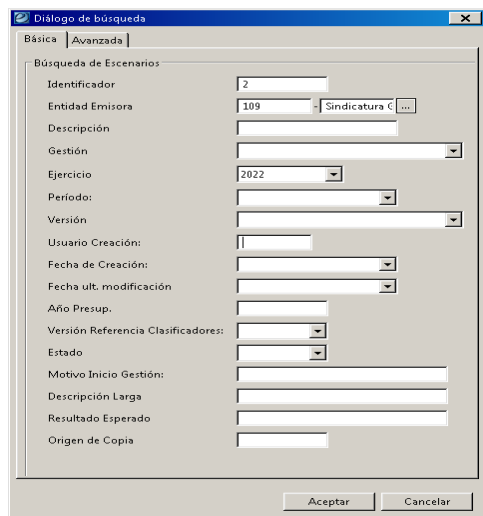 Diálogo de búsqueda
Básica Avanzada
Búsqueda de Escenarios
Identificador 2
Entidad Emisora 109 - Sindicatura G ...
Descripción
Gestión
Ejercicio 2022
Período:
Versión
Usuario Creación:
Fecha de Creación:
Fecha ult. modificación
Año Presup.
Versión Referencia Clasificadores:
Estado
Motivo Inicio Gestión:
Descripción Larga
Resultado Esperado
Origen de Copia
Aceptar Cancelar